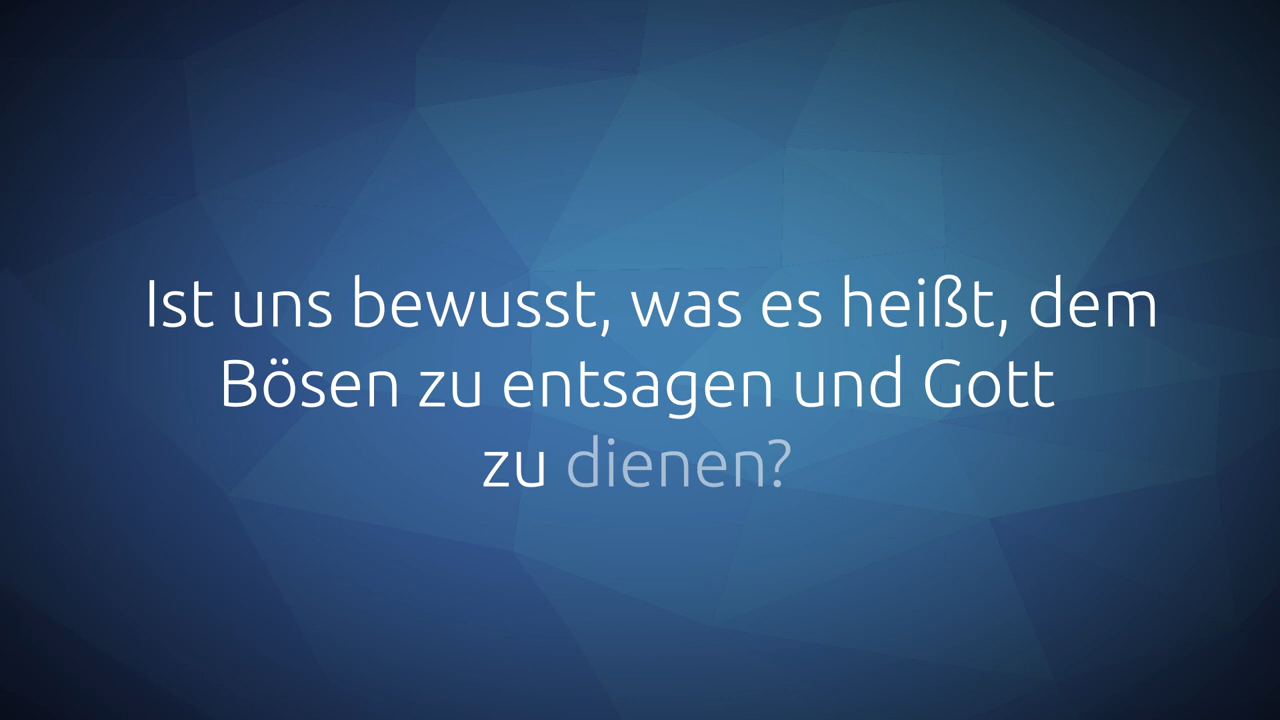 Ist uns bewusst, was es heißt, dem
Bösen zu entsagen und Gott
zu dienen?